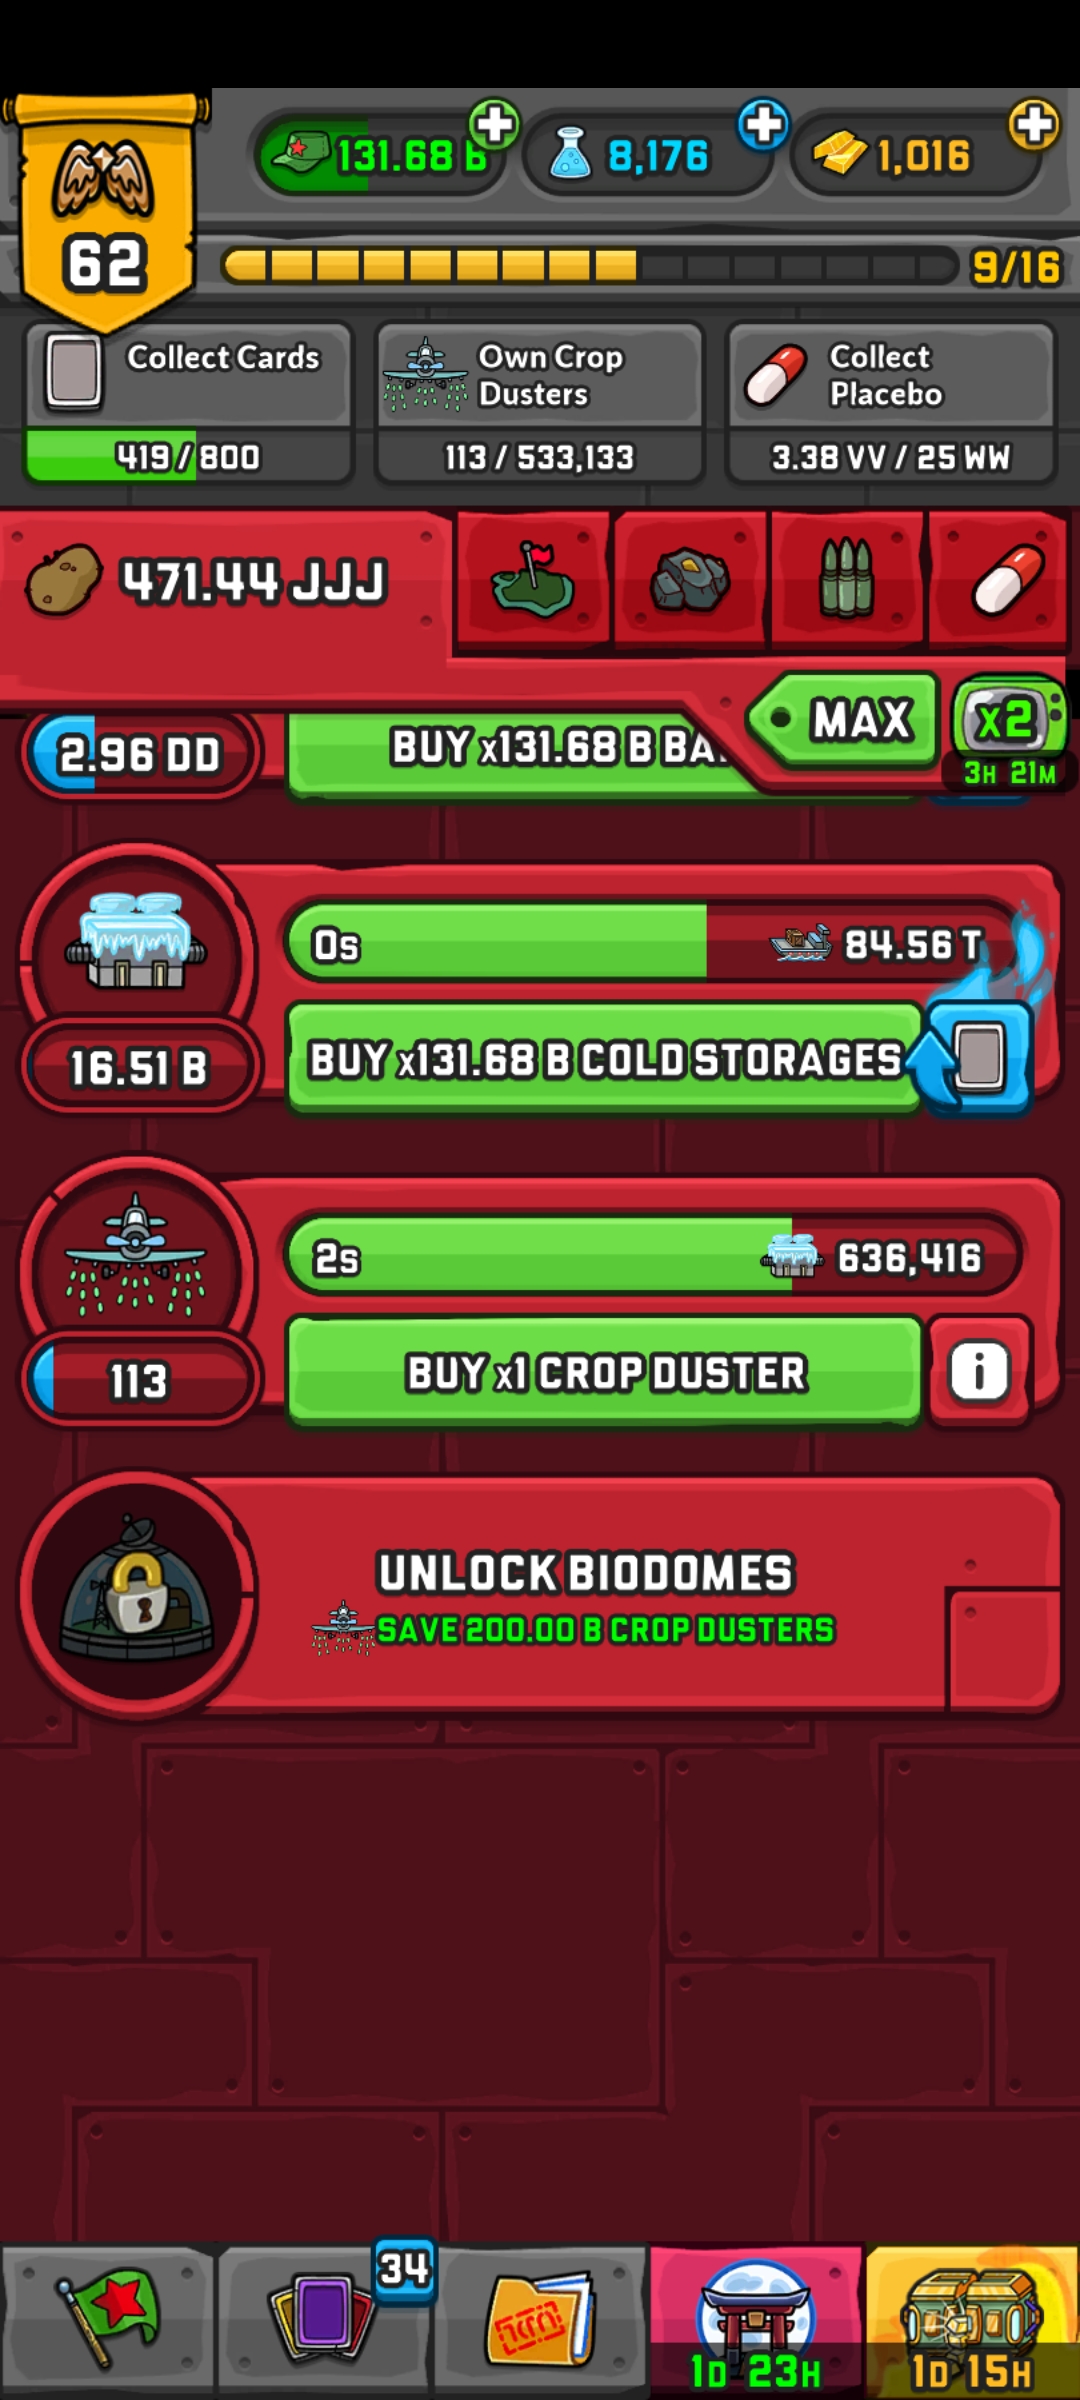 62
131.68 B
8,176
1,016
9/16
Collect Cards
419 / 800
Own Crop
Dusters
113 / 533,133
Collect
Placebo
3.38 VV / 25 WW
471.44 JJJ
MAX
x2
3H 21M
2.96 DD
BUY x131.68 B BA
0s
84.56 T
16.51 B
BUY x131.68 B COLD STORAGES
2s
636,416
113
BUY x1 CROP DUSTER
i
UNLOCK BIODOMES
SAVE 200.00 B CROP DUSTERS
34
1D 23H
1D 15H